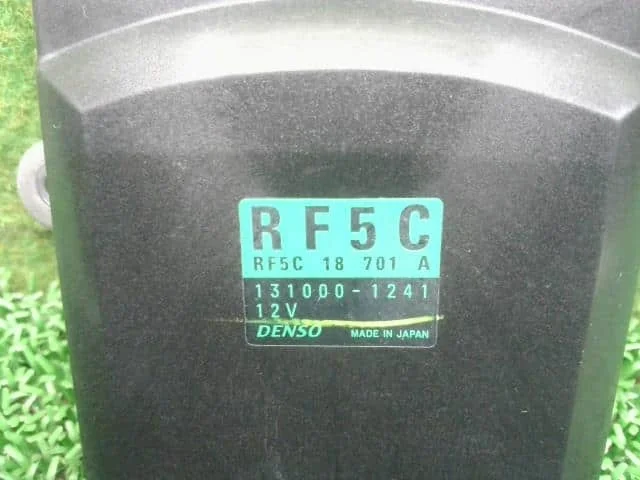 RF5C
RF5C 18 701 A
131000-1241
12V
DENSO MADE IN JAPAN